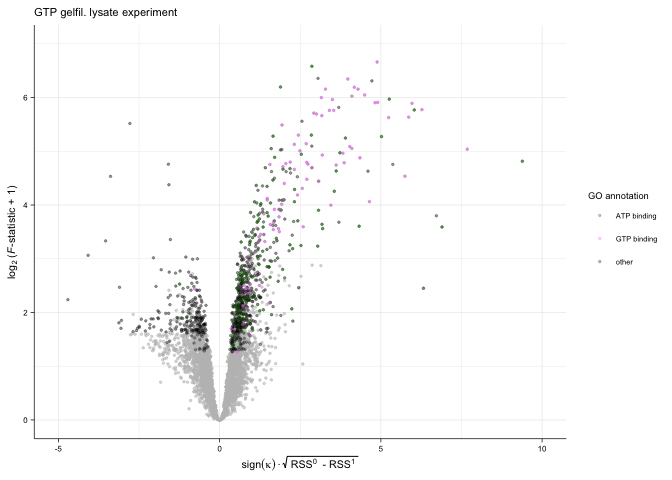 GTP gelfil. lysate experiment
6
4
2
0
log2 (F-statistic + 1)
-5
0
5
10
sign(κ) · √RSS⁰ - RSS¹
GO annotation
ATP binding
GTP binding
other